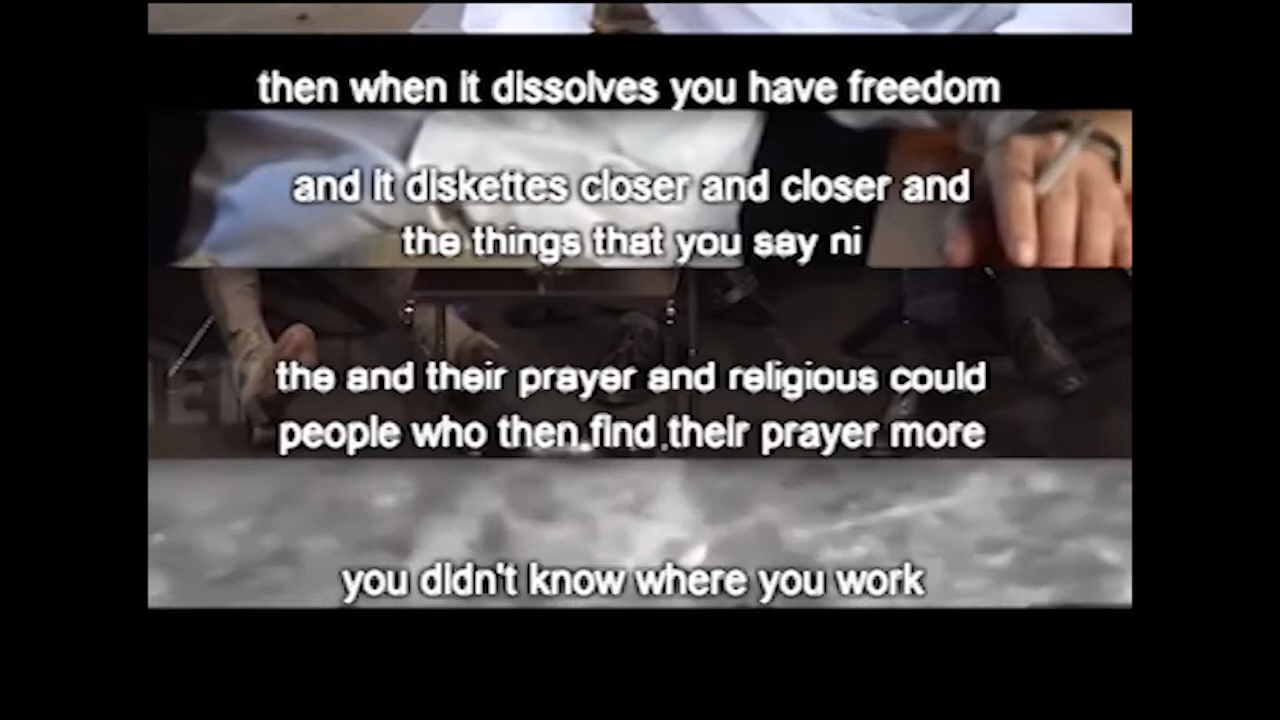 then when it dissolves you have freedom
and it diskettes closer and closer and
the things that you say ni
the and their prayer and religious could
people who then find their prayer more
you didn't know where you work